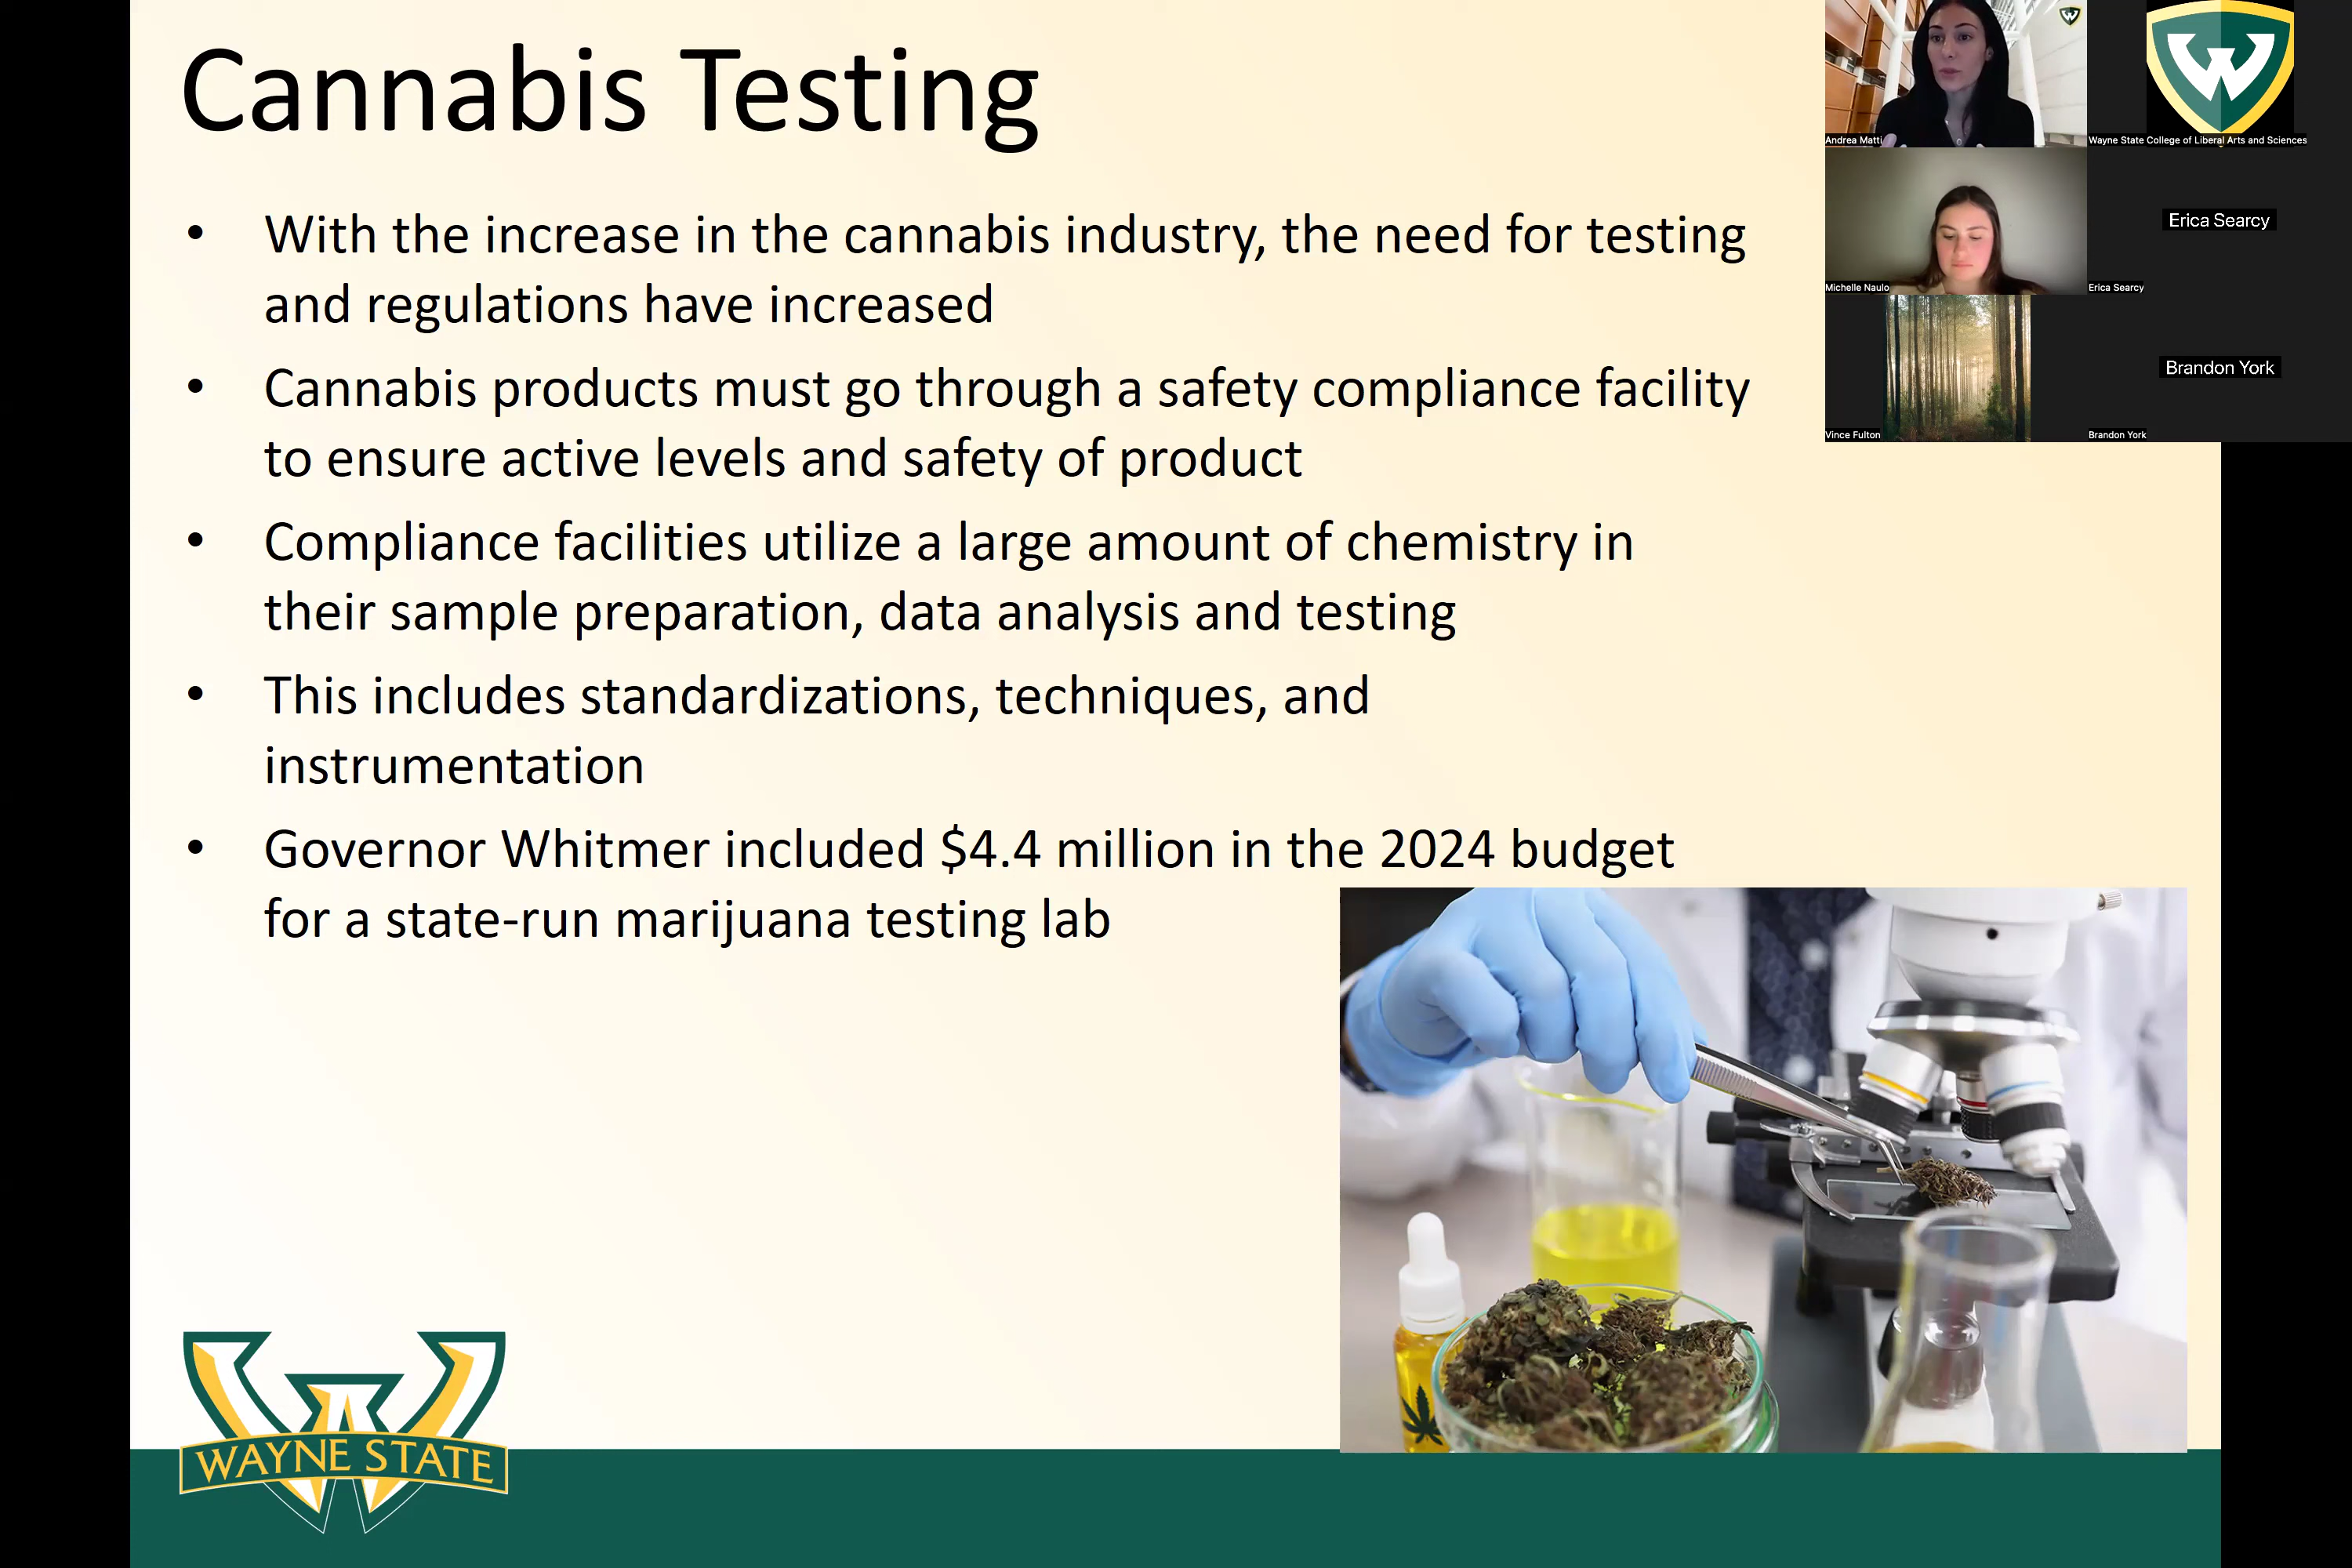 Cannabis Testing
• With the increase in the cannabis industry, the need for testing
and regulations have increased
• Cannabis products must go through a safety compliance facility
to ensure active levels and safety of product
• Compliance facilities utilize a large amount of chemistry in
their sample preparation, data analysis and testing
• This includes standardizations, techniques, and
instrumentation
• Governor Whitmer included $4.4 million in the 2024 budget
for a state-run marijuana testing lab
WAYNE STATE
W
W
Andrea Matti
Wayne State College of Liberal Arts and Sciences
Erica Searcy
Michelle Naulo
Erica Searcy
Brandon York
Vince Fulton
Brandon York